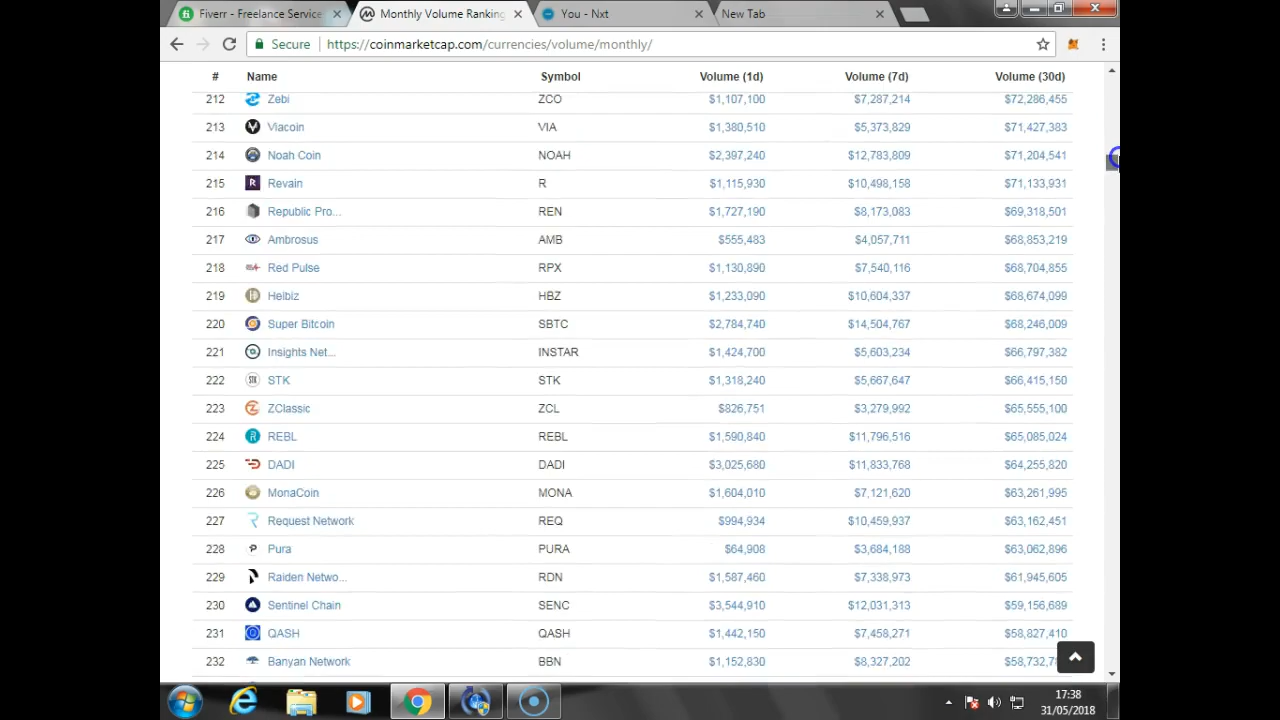 Fiverr - Freelance Service
Monthly Volume Ranking
You - Nxt
New Tab
Secure https://coinmarketcap.com/currencies/volume/monthly/
# Name Symbol Volume (1d) Volume (7d) Volume (30d)
212 Zebi ZCO $1,107,100 $7,287,214 $72,286,455
213 Viacoin VIA $1,380,510 $5,373,829 $71,427,383
214 Noah Coin NOAH $2,397,240 $12,783,809 $71,204,541
215 Revain R $1,115,930 $10,498,158 $71,133,931
216 Republic Pro... REN $1,727,190 $8,173,083 $69,318,501
217 Ambrosus AMB $555,483 $4,057,711 $68,853,219
218 Red Pulse RPX $1,130,890 $7,540,116 $68,704,855
219 Helbiz HBZ $1,233,090 $10,604,337 $68,674,099
220 Super Bitcoin SBTC $2,784,740 $14,504,767 $68,246,009
221 Insights Net... INSTAR $1,424,700 $5,603,234 $66,797,382
222 STK STK $1,318,240 $5,667,647 $66,415,150
223 ZClassic ZCL $826,751 $3,279,992 $65,555,100
224 REBL REBL $1,590,840 $11,796,516 $65,085,024
225 DADI DADI $3,025,680 $11,833,768 $64,255,820
226 MonaCoin MONA $1,604,010 $7,121,620 $63,261,995
227 Request Network REQ $994,934 $10,459,937 $63,162,451
228 Pura PURA $64,908 $3,684,188 $63,062,896
229 Raiden Netwo... RDN $1,587,460 $7,338,973 $61,945,605
230 Sentinel Chain SENC $3,544,910 $12,031,313 $59,156,689
231 QASH QASH $1,442,150 $7,458,271 $58,827,410
232 Banyan Network BBN $1,152,830 $8,327,202
17:38
31/05/2018